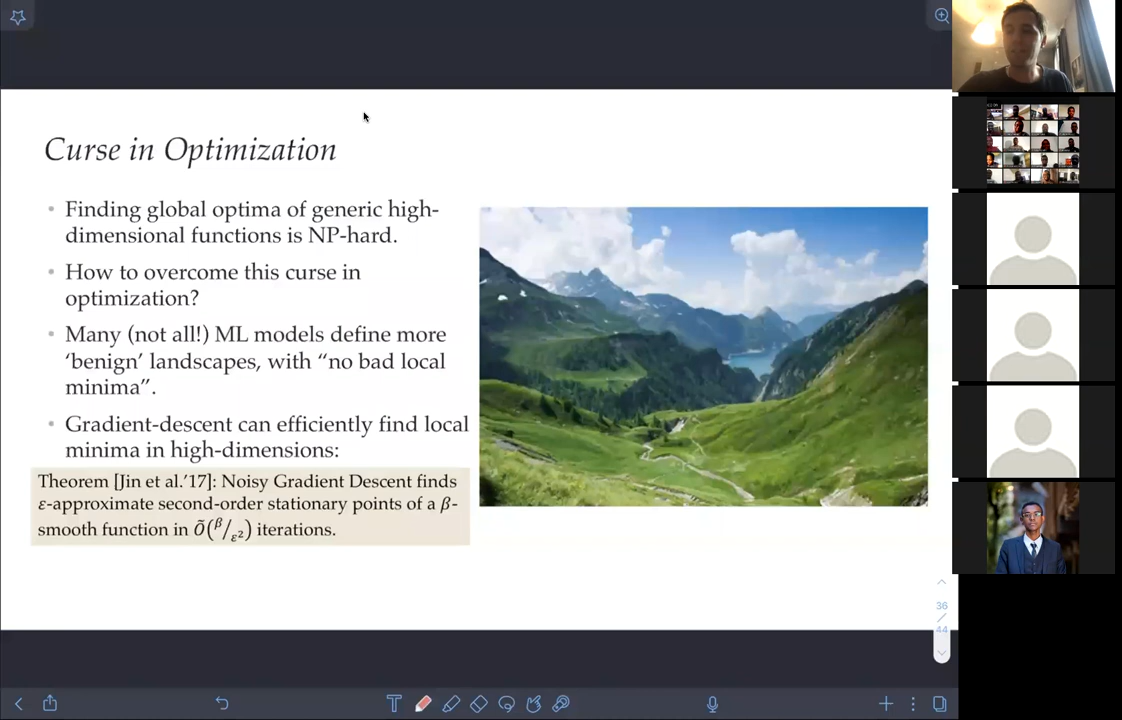 Curse in Optimization
• Finding global optima of generic high-
dimensional functions is NP-hard.
• How to overcome this curse in
optimization?
• Many (not all!) ML models define more
‘benign’ landscapes, with “no bad local
minima”.
• Gradient-descent can efficiently find local
minima in high-dimensions:
Theorem [Jin et al.’17]: Noisy Gradient Descent finds
ε-approximate second-order stationary points of a β-
smooth function in Õ(β/ε²) iterations.
36
/
44
T